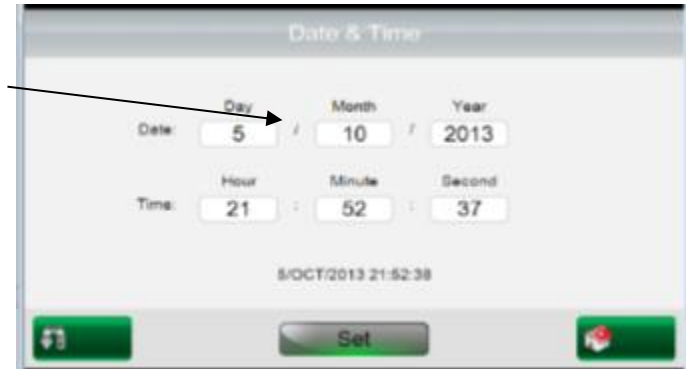 Date & Time
Day Month Year
Date: 5 / 10 / 2013
Hour Minute Second
Time: 21 : 52 : 37
5/OCT/2013 21:52:38
Set